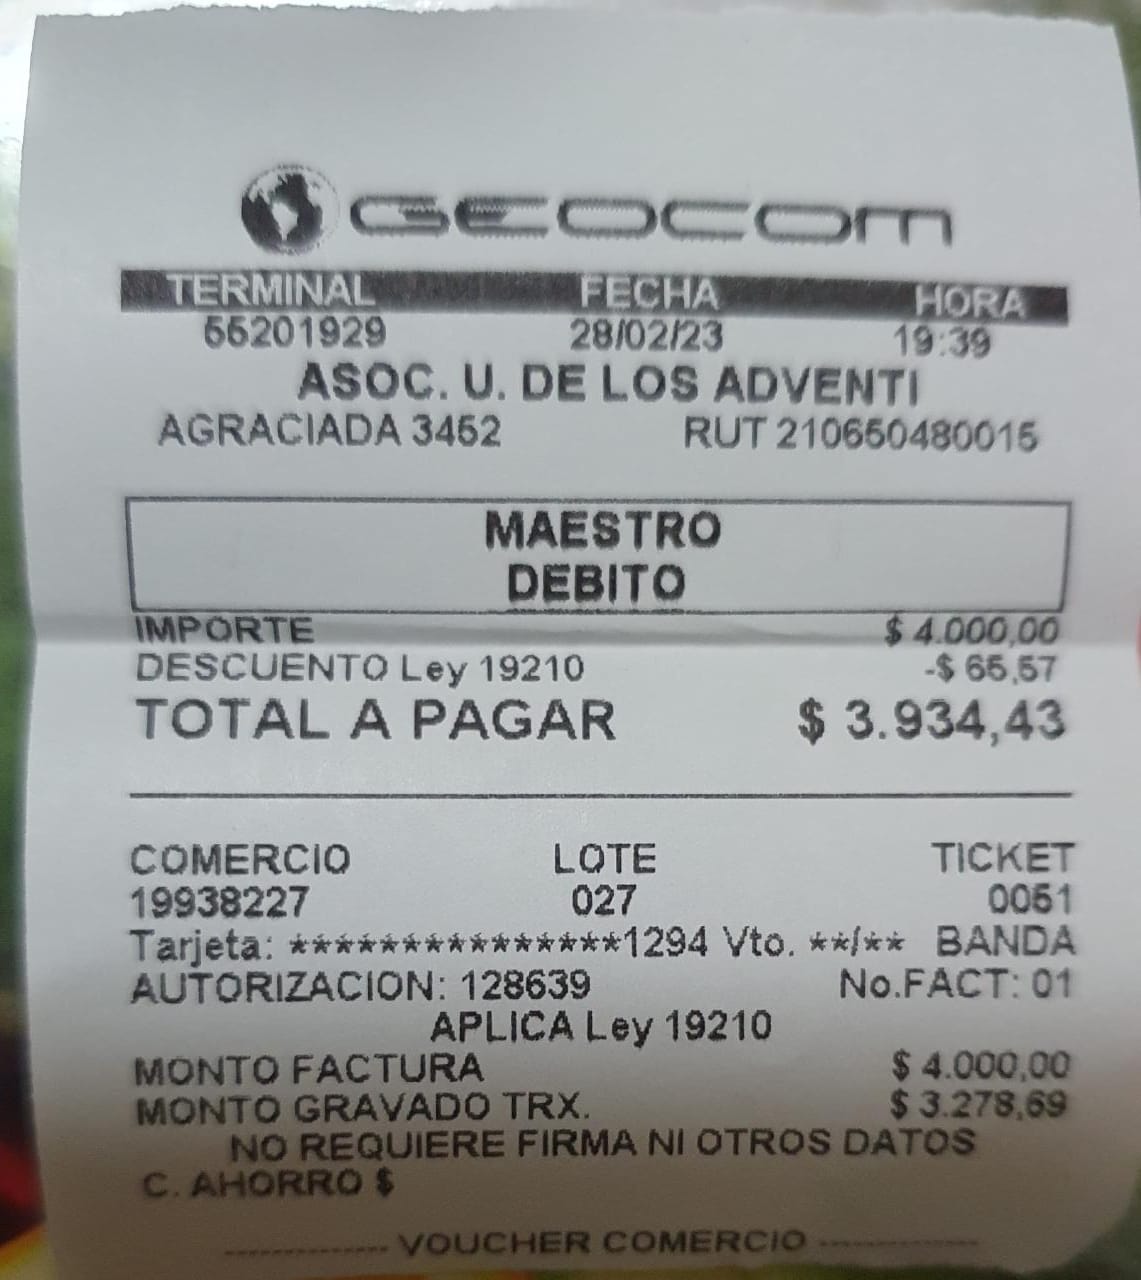 GEOCOM
TERMINAL FECHA HORA
55201929 28/02/23 19:39
ASOC. U. DE LOS ADVENTI
AGRACIADA 3452 RUT 210650480015
MAESTRO
DEBITO
IMPORTE $ 4.000,00
DESCUENTO Ley 19210 -$ 65,57
TOTAL A PAGAR $ 3.934,43
COMERCIO LOTE TICKET
19938227 027 0051
Tarjeta: ***************1294 Vto. **/** BANDA
AUTORIZACION: 128639 No.FACT: 01
APLICA Ley 19210
MONTO FACTURA $ 4.000,00
MONTO GRAVADO TRX. $ 3.278,69
NO REQUIERE FIRMA NI OTROS DATOS
C. AHORRO $
-------------- VOUCHER COMERCIO --------------